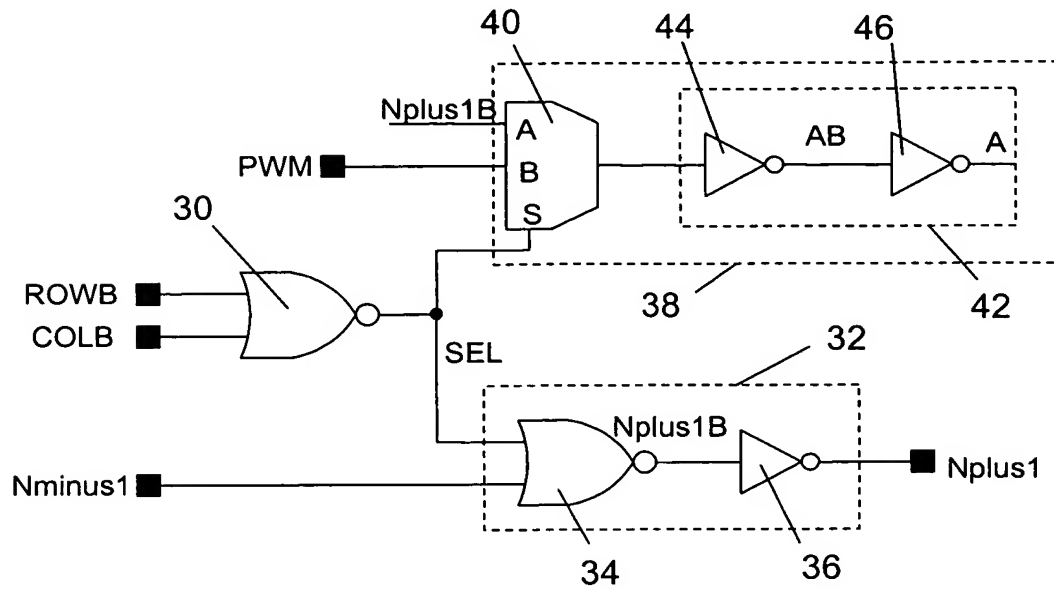 40
44
46
Nplus1B
A
AB
A
PWM
B
S
30
38
42
ROWB
COLB
SEL
32
Nplus1B
Nminus1
Nplus1
34
36